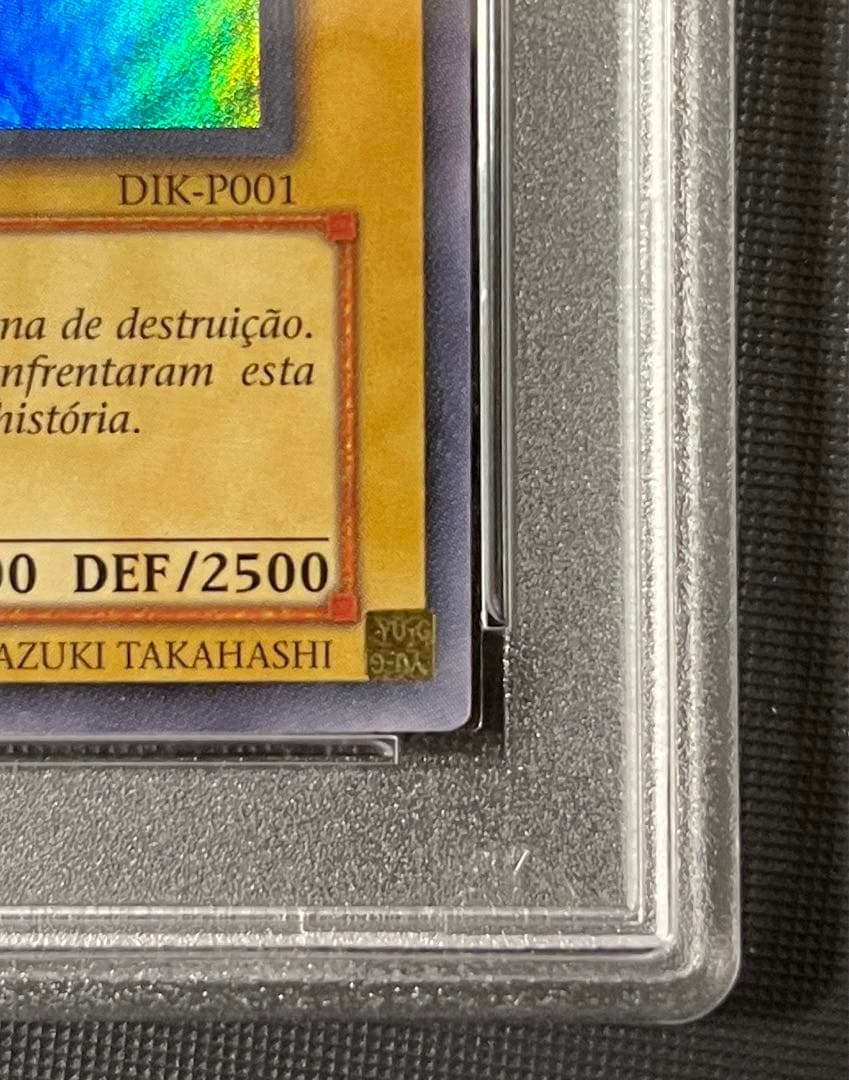 DIK-P001
na de destruição.
nfrentaram esta
história.
00 DEF/2500
AZUKI TAKAHASHI